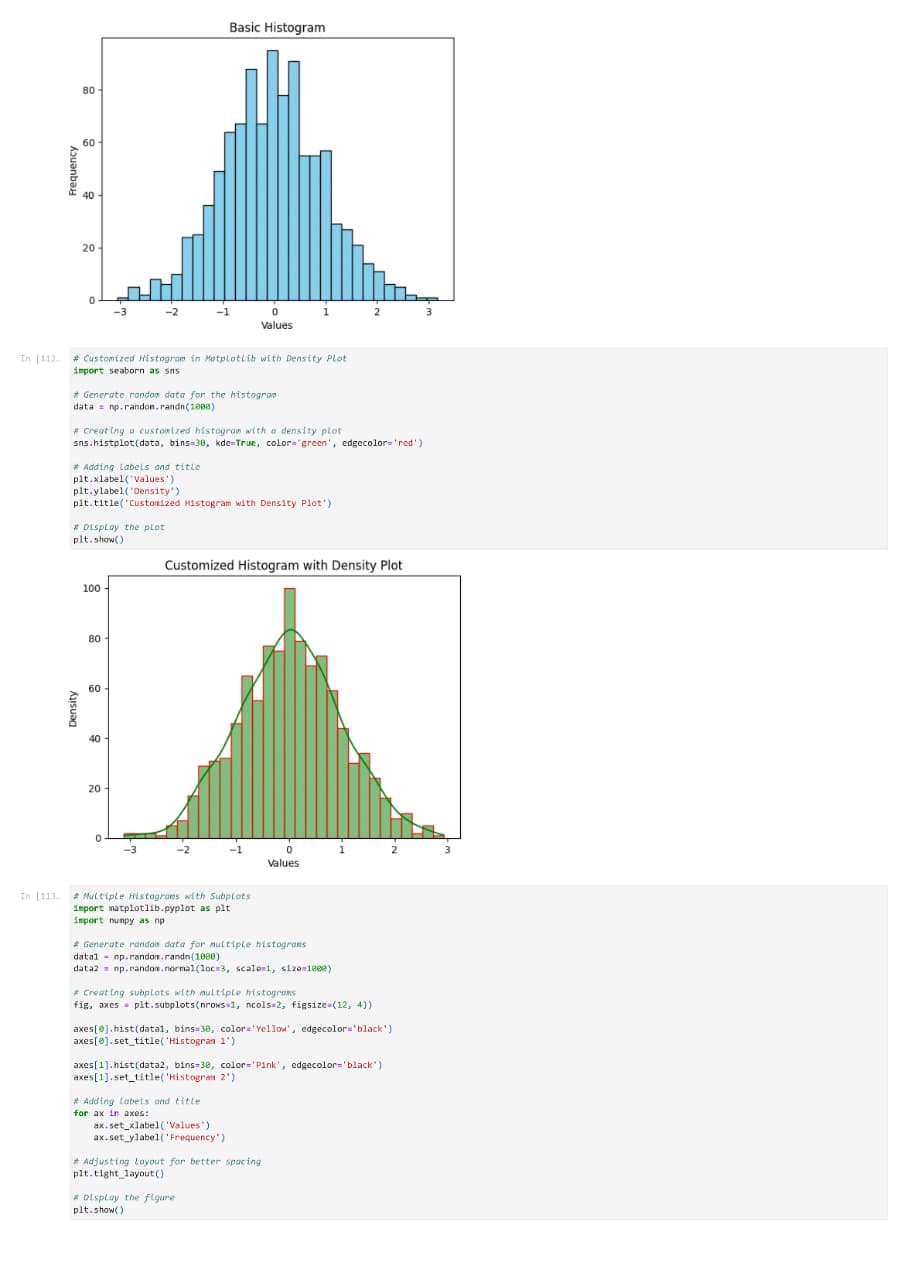 Basic Histogram
80
60
40
20
0
Frequency
−3 −2 −1 0 1 2 3
Values
In [112…
# Customized Histogram in Matplotlib with Density Plot
import seaborn as sns
# Generate random data for the histogram
data = np.random.randn(1000)
# Creating a customized histogram with a density plot
sns.histplot(data, bins=30, kde=True, color='green', edgecolor='red')
# Adding labels and title
plt.xlabel('Values')
plt.ylabel('Density')
plt.title('Customized Histogram with Density Plot')
# Display the plot
plt.show()
Customized Histogram with Density Plot
100
80
60
40
20
0
Density
−3 −2 −1 0 1 2 3
Values
In [113…
# Multiple Histograms with Subplots
import matplotlib.pyplot as plt
import numpy as np
# Generate random data for multiple histograms
data1 = np.random.randn(1000)
data2 = np.random.normal(loc=3, scale=1, size=1000)
# Creating subplots with multiple histograms
fig, axes = plt.subplots(nrows=1, ncols=2, figsize=(12, 4))
axes[0].hist(data1, bins=30, color='Yellow', edgecolor='black')
axes[0].set_title('Histogram 1')
axes[1].hist(data2, bins=30, color='Pink', edgecolor='black')
axes[1].set_title('Histogram 2')
# Adding labels and title
for ax in axes:
    ax.set_xlabel('Values')
    ax.set_ylabel('Frequency')
# Adjusting layout for better spacing
plt.tight_layout()
# Display the figure
plt.show()